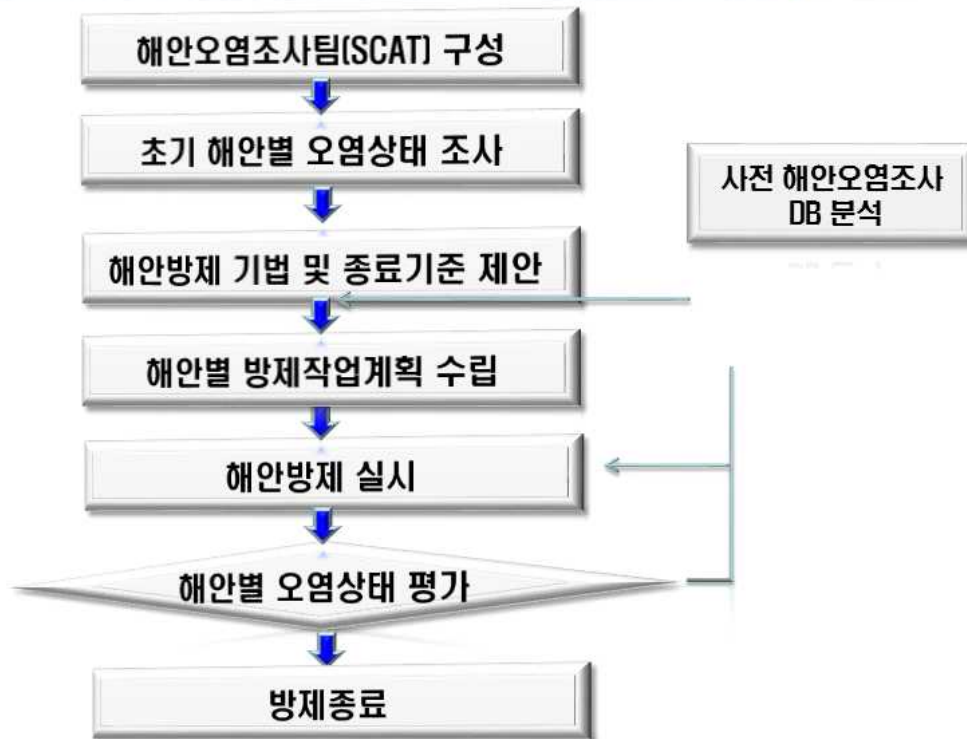 해안오염조사팀(SCAT) 구성
초기 해안별 오염상태 조사
사전 해안오염조사
DB 분석
해안방제 기법 및 종료기준 제안
해안별 방제작업계획 수립
해안방제 실시
해안별 오염상태 평가
방제종료